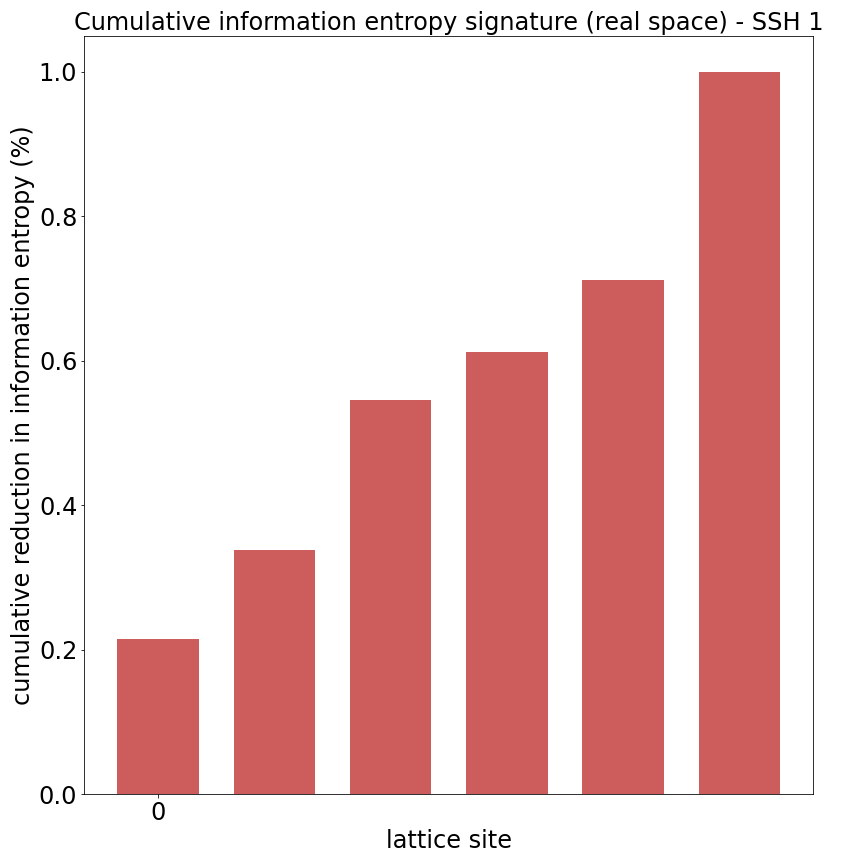 Cumulative information entropy signature (real space) - SSH 1
cumulative reduction in information entropy (%)
1.0
0.8
0.6
0.4
0.2
0.0
0
lattice site